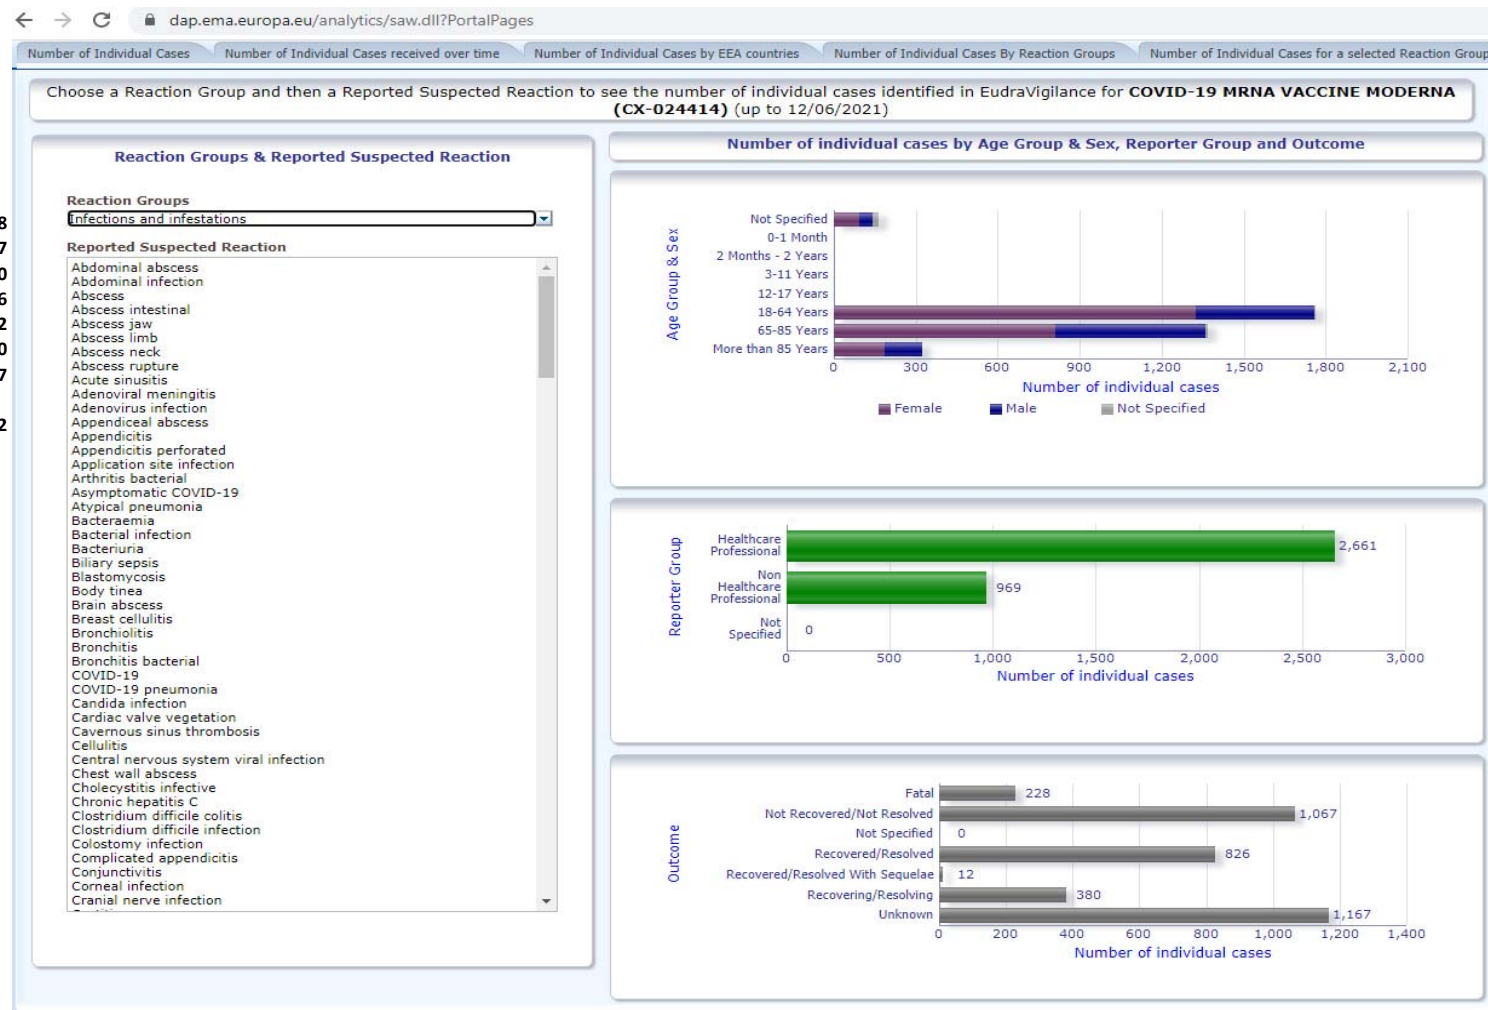 dap.ema.europa.eu/analytics/saw.dll?PortalPages
Number of Individual Cases
Number of Individual Cases received over time
Number of Individual Cases by EEA countries
Number of Individual Cases By Reaction Groups
Number of Individual Cases for a selected Reaction Group
Choose a Reaction Group and then a Reported Suspected Reaction to see the number of individual cases identified in EudraVigilance for COVID-19 MRNA VACCINE MODERNA
(CX-024414) (up to 12/06/2021)
8
7
0
6
2
0
7
2
Reaction Groups & Reported Suspected Reaction
Reaction Groups
Infections and infestations
Reported Suspected Reaction
Abdominal abscess
Abdominal infection
Abscess
Abscess intestinal
Abscess jaw
Abscess limb
Abscess neck
Abscess rupture
Acute sinusitis
Adenoviral meningitis
Adenovirus infection
Appendiceal abscess
Appendicitis
Appendicitis perforated
Application site infection
Arthritis bacterial
Asymptomatic COVID-19
Atypical pneumonia
Bacteraemia
Bacterial infection
Bacteriuria
Biliary sepsis
Blastomycosis
Body tinea
Brain abscess
Breast cellulitis
Bronchiolitis
Bronchitis
Bronchitis bacterial
COVID-19
COVID-19 pneumonia
Candida infection
Cardiac valve vegetation
Cavernous sinus thrombosis
Cellulitis
Central nervous system viral infection
Chest wall abscess
Cholecystitis infective
Chronic hepatitis C
Clostridium difficile colitis
Clostridium difficile infection
Colostomy infection
Complicated appendicitis
Conjunctivitis
Corneal infection
Cranial nerve infection
Number of individual cases by Age Group & Sex, Reporter Group and Outcome
Age Group & Sex
Not Specified
0-1 Month
2 Months - 2 Years
3-11 Years
12-17 Years
18-64 Years
65-85 Years
More than 85 Years
0 300 600 900 1,200 1,500 1,800 2,100
Number of individual cases
Female Male Not Specified
Reporter Group
Healthcare
Professional
2,661
Non
Healthcare
Professional
969
Not
Specified
0
0 500 1,000 1,500 2,000 2,500 3,000
Number of individual cases
Outcome
Fatal 228
Not Recovered/Not Resolved 1,067
Not Specified 0
Recovered/Resolved 826
Recovered/Resolved With Sequelae 12
Recovering/Resolving 380
Unknown 1,167
0 200 400 600 800 1,000 1,200 1,400
Number of individual cases